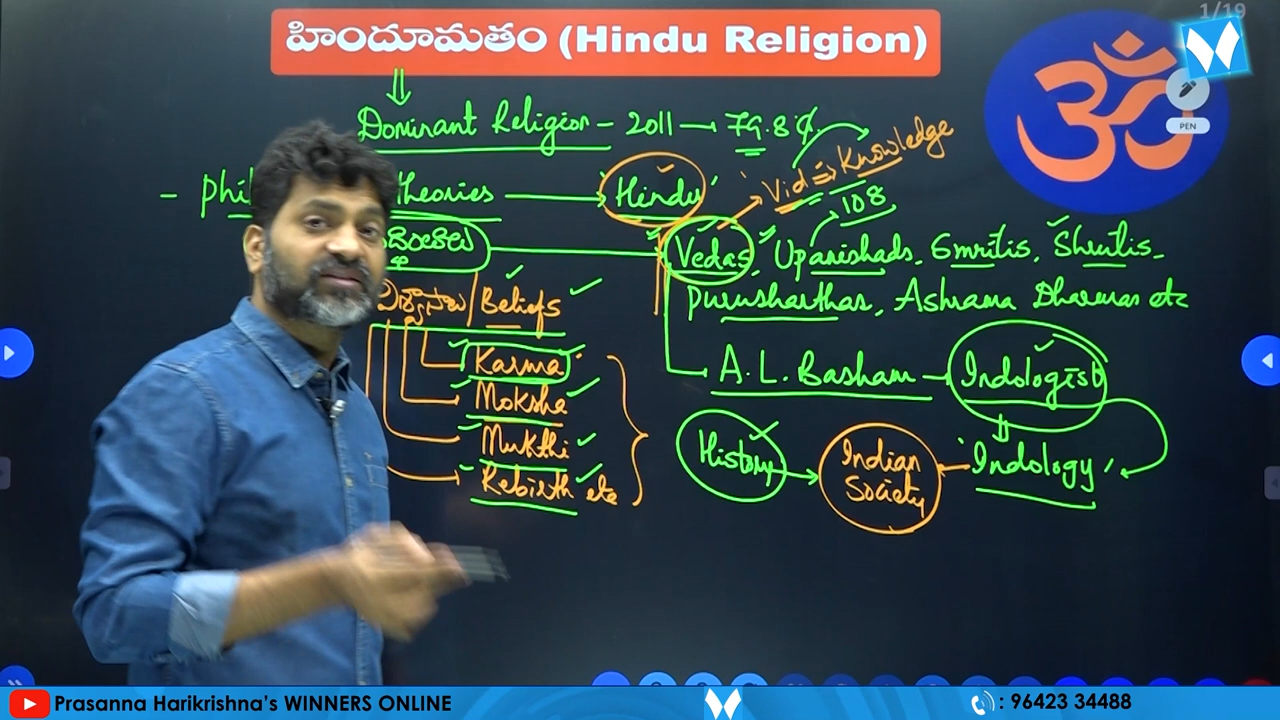 1/19
హిందూమతం (Hindu Religion)
PEN
Dominant Religion - 2011 - 79.8%
Vid => Knowledge
108
- Phil Theories Hindu
Vedas, Upanishads, Smritis, Shrutis,
Purusharthas, Ashrama Dharmas etc
విశ్వాసాలు / Beliefs
Karma
Moksha
Mukthi
Rebirth etc
A.L. Basham - Indologist
History Indian Society Indology
Prasanna Harikrishna's WINNERS ONLINE
: 96423 34488